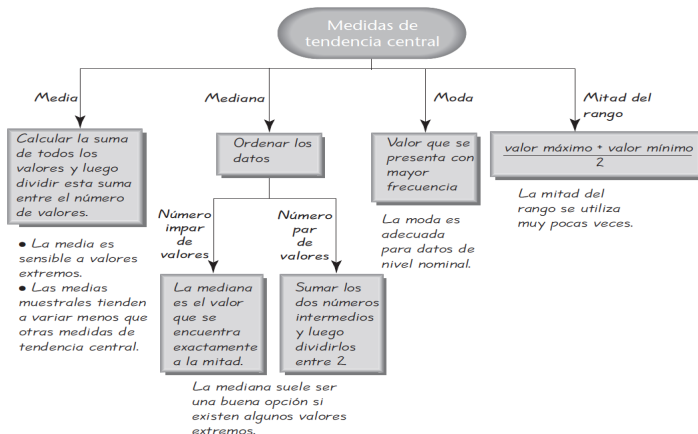 Medidas de
tendencia central
Media
Calcular la suma
de todos los
valores y luego
dividir esta suma
entre el número
de valores.
• La media es
sensible a valores
extremos.
• Las medias
muestrales tienden
a variar menos que
otras medidas de
tendencia central.
Mediana
Ordenar los
datos
Número
impar
de valores
La mediana
es el valor
que se
encuentra
exactamente
a la mitad.
Número
par
de valores
Sumar los
dos números
intermedios
y luego
dividirlos
entre 2
La mediana suele ser
una buena opción si
existen algunos valores
extremos.
Moda
Valor que se
presenta con
mayor
frecuencia
La moda es
adecuada
para datos de
nivel nominal.
Mitad del
rango
valor máximo + valor mínimo
2
La mitad del
rango se utiliza
muy pocas veces.